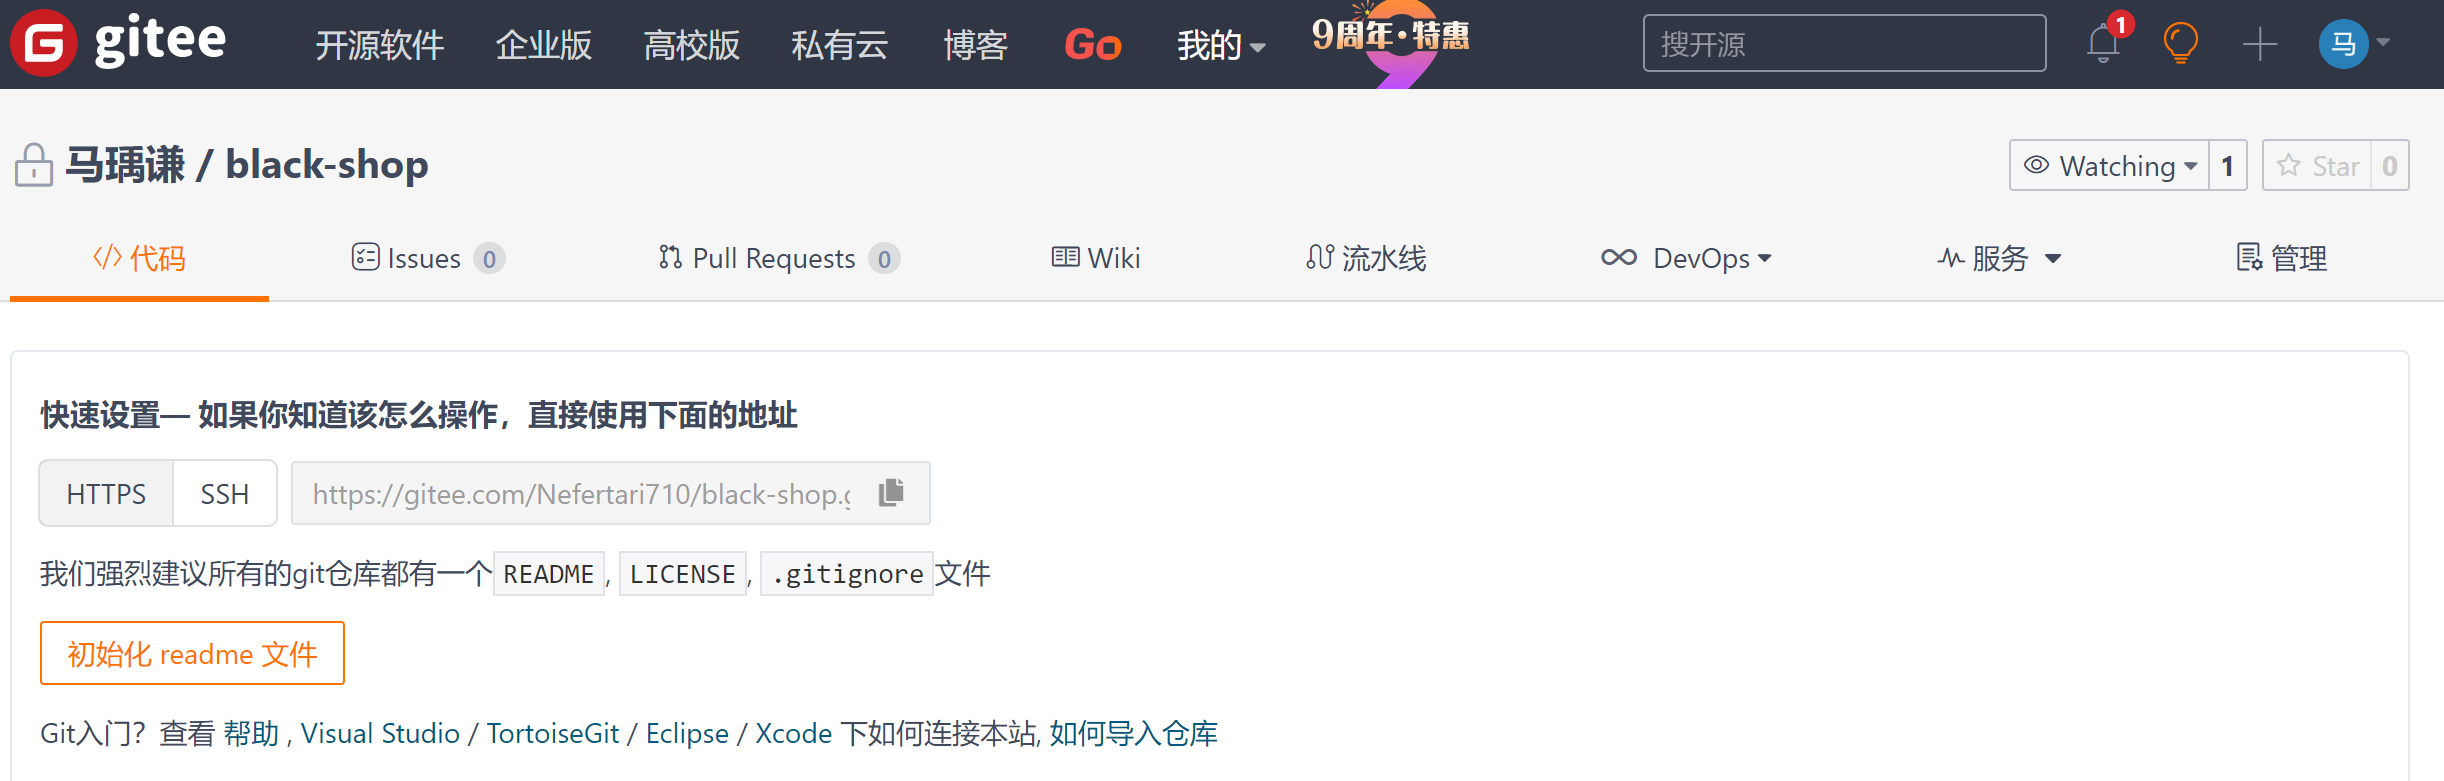 gitee 开源软件 企业版 高校版 私有云 博客 Go 我的 9周年·特惠 搜开源 1 马
马瑀谦 / black-shop Watching 1 Star 0
代码 Issues 0 Pull Requests 0 Wiki 流水线 DevOps 服务 管理
快速设置— 如果你知道该怎么操作，直接使用下面的地址
HTTPS SSH https://gitee.com/Nefertari710/black-shop.g
我们强烈建议所有的git仓库都有一个 README, LICENSE, .gitignore 文件
初始化 readme 文件
Git入门？查看 帮助 , Visual Studio / TortoiseGit / Eclipse / Xcode 下如何连接本站, 如何导入仓库